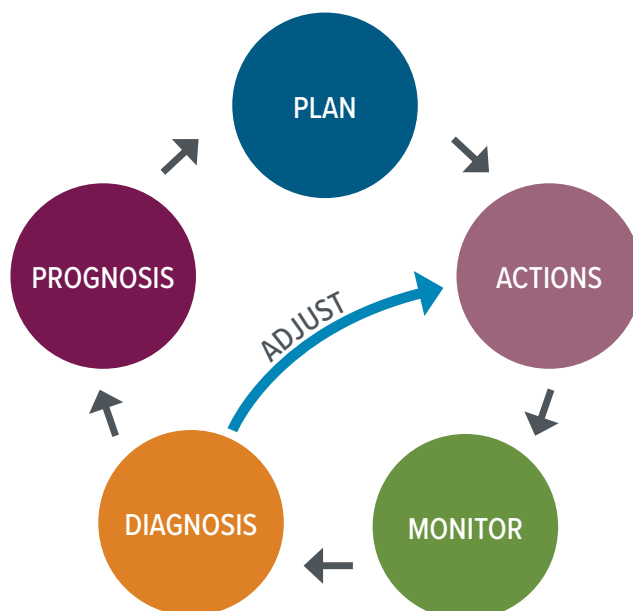 PLAN
PROGNOSIS
ACTIONS
ADJUST
DIAGNOSIS
MONITOR